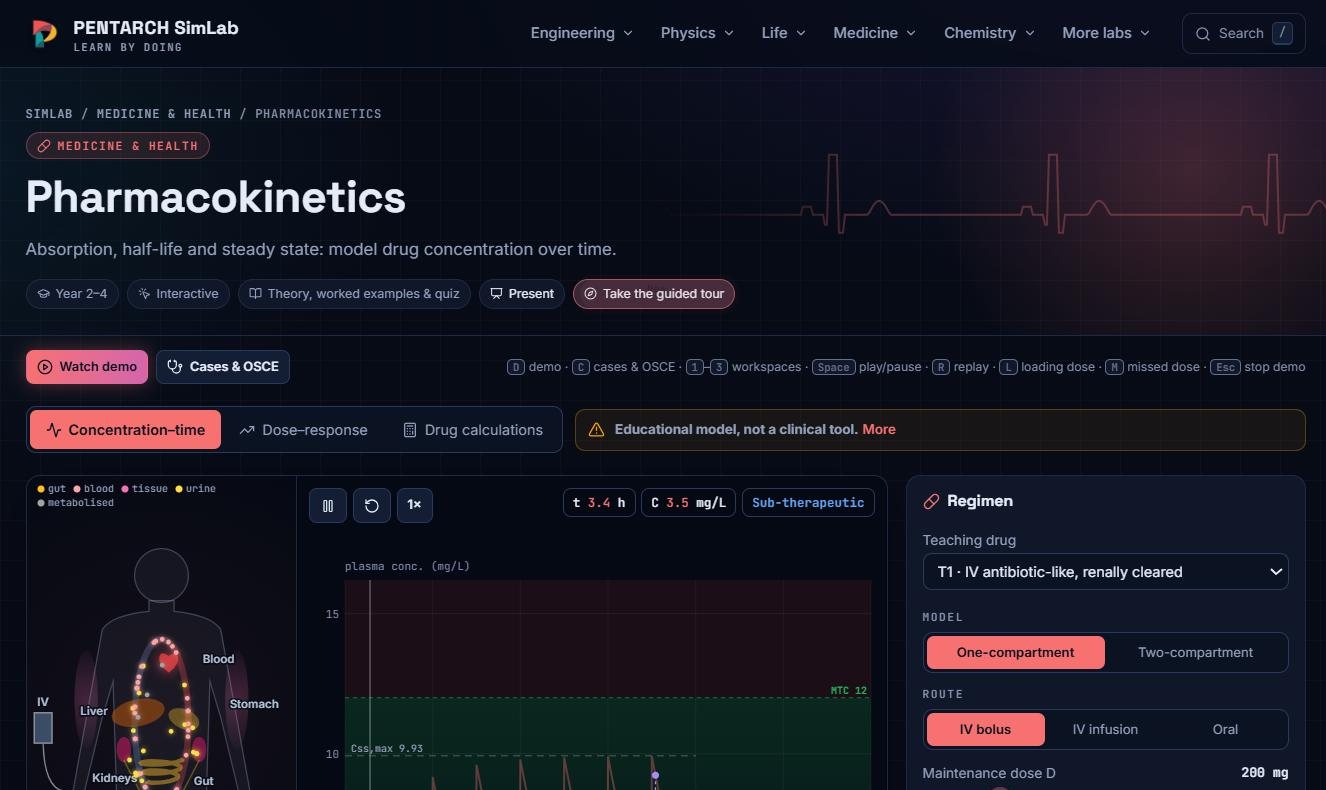 PENTARCH SimLab
LEARN BY DOING
Engineering Physics Life Medicine Chemistry More labs Search /
SIMLAB / MEDICINE & HEALTH / PHARMACOKINETICS
MEDICINE & HEALTH
Pharmacokinetics
Absorption, half-life and steady state: model drug concentration over time.
Year 2–4 Interactive Theory, worked examples & quiz Present Take the guided tour
Watch demo Cases & OSCE D demo · C cases & OSCE · 1–3 workspaces · Space play/pause · R replay · L loading dose · M missed dose · Esc stop demo
Concentration–time Dose–response Drug calculations Educational model, not a clinical tool. More
gut blood tissue urine
metabolised
1× t 3.4 h C 3.5 mg/L Sub-therapeutic
Regimen
Teaching drug
T1 · IV antibiotic-like, renally cleared
MODEL
One-compartment Two-compartment
ROUTE
IV bolus IV infusion Oral
Maintenance dose D 200 mg
plasma conc. (mg/L)
15
MTC 12
10
Css,max 9.93
Blood
IV
Liver
Stomach
Kidneys
Gut